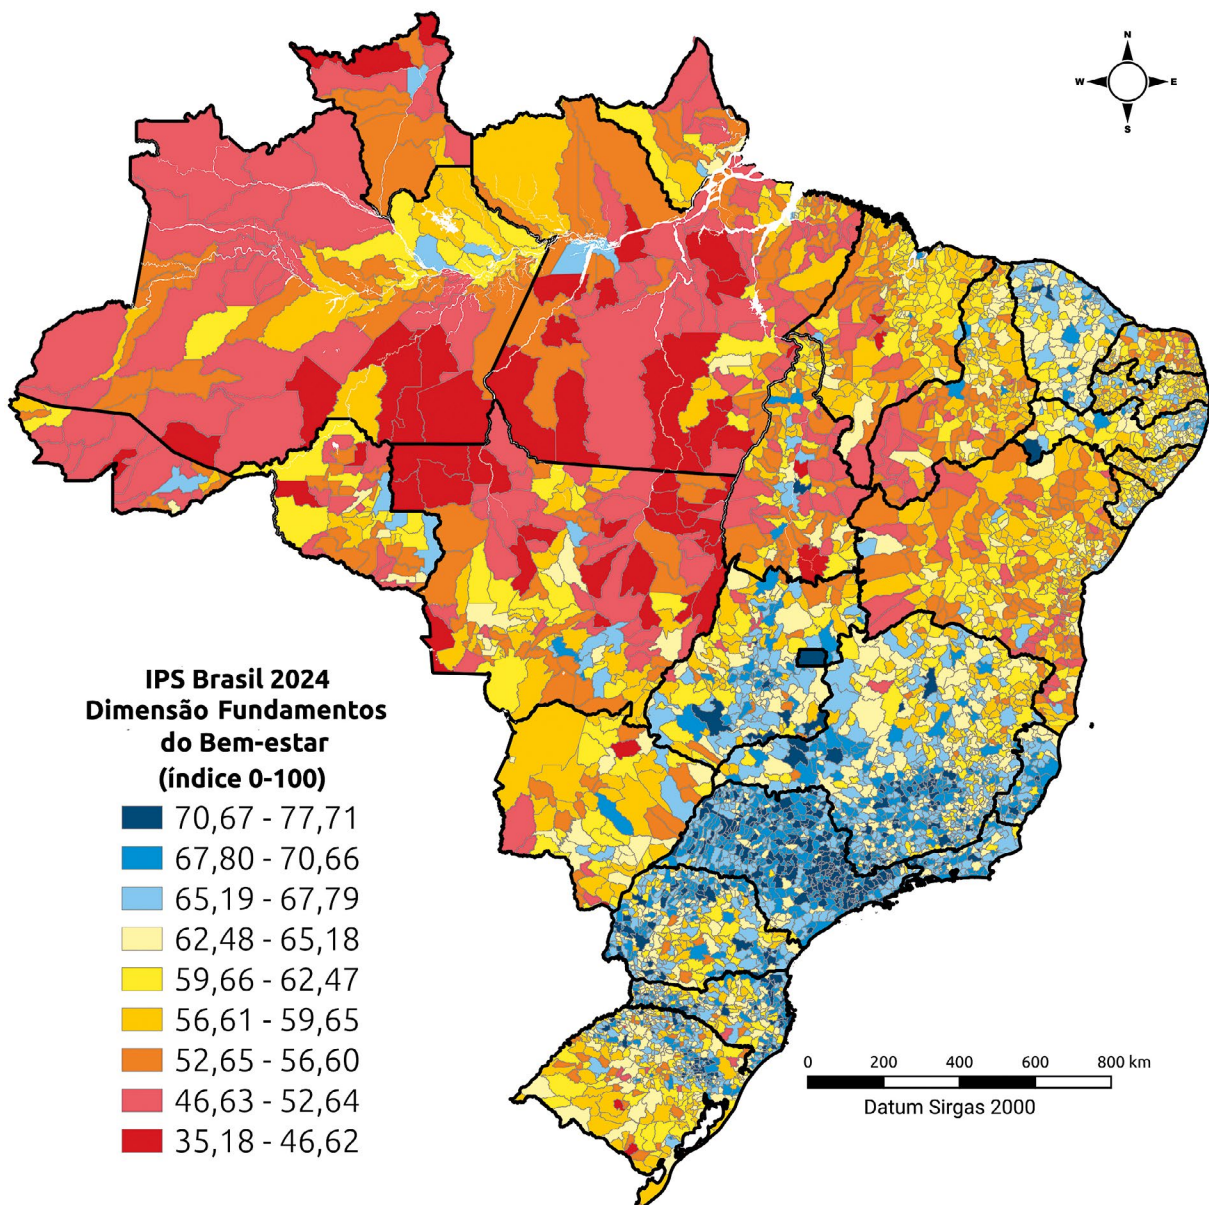 N
W
E
S
IPS Brasil 2024
Dimensão Fundamentos
do Bem-estar
(índice 0-100)
70,67 - 77,71
67,80 - 70,66
65,19 - 67,79
62,48 - 65,18
59,66 - 62,47
56,61 - 59,65
52,65 - 56,60
46,63 - 52,64
35,18 - 46,62
0 200 400 600 800 km
Datum Sirgas 2000